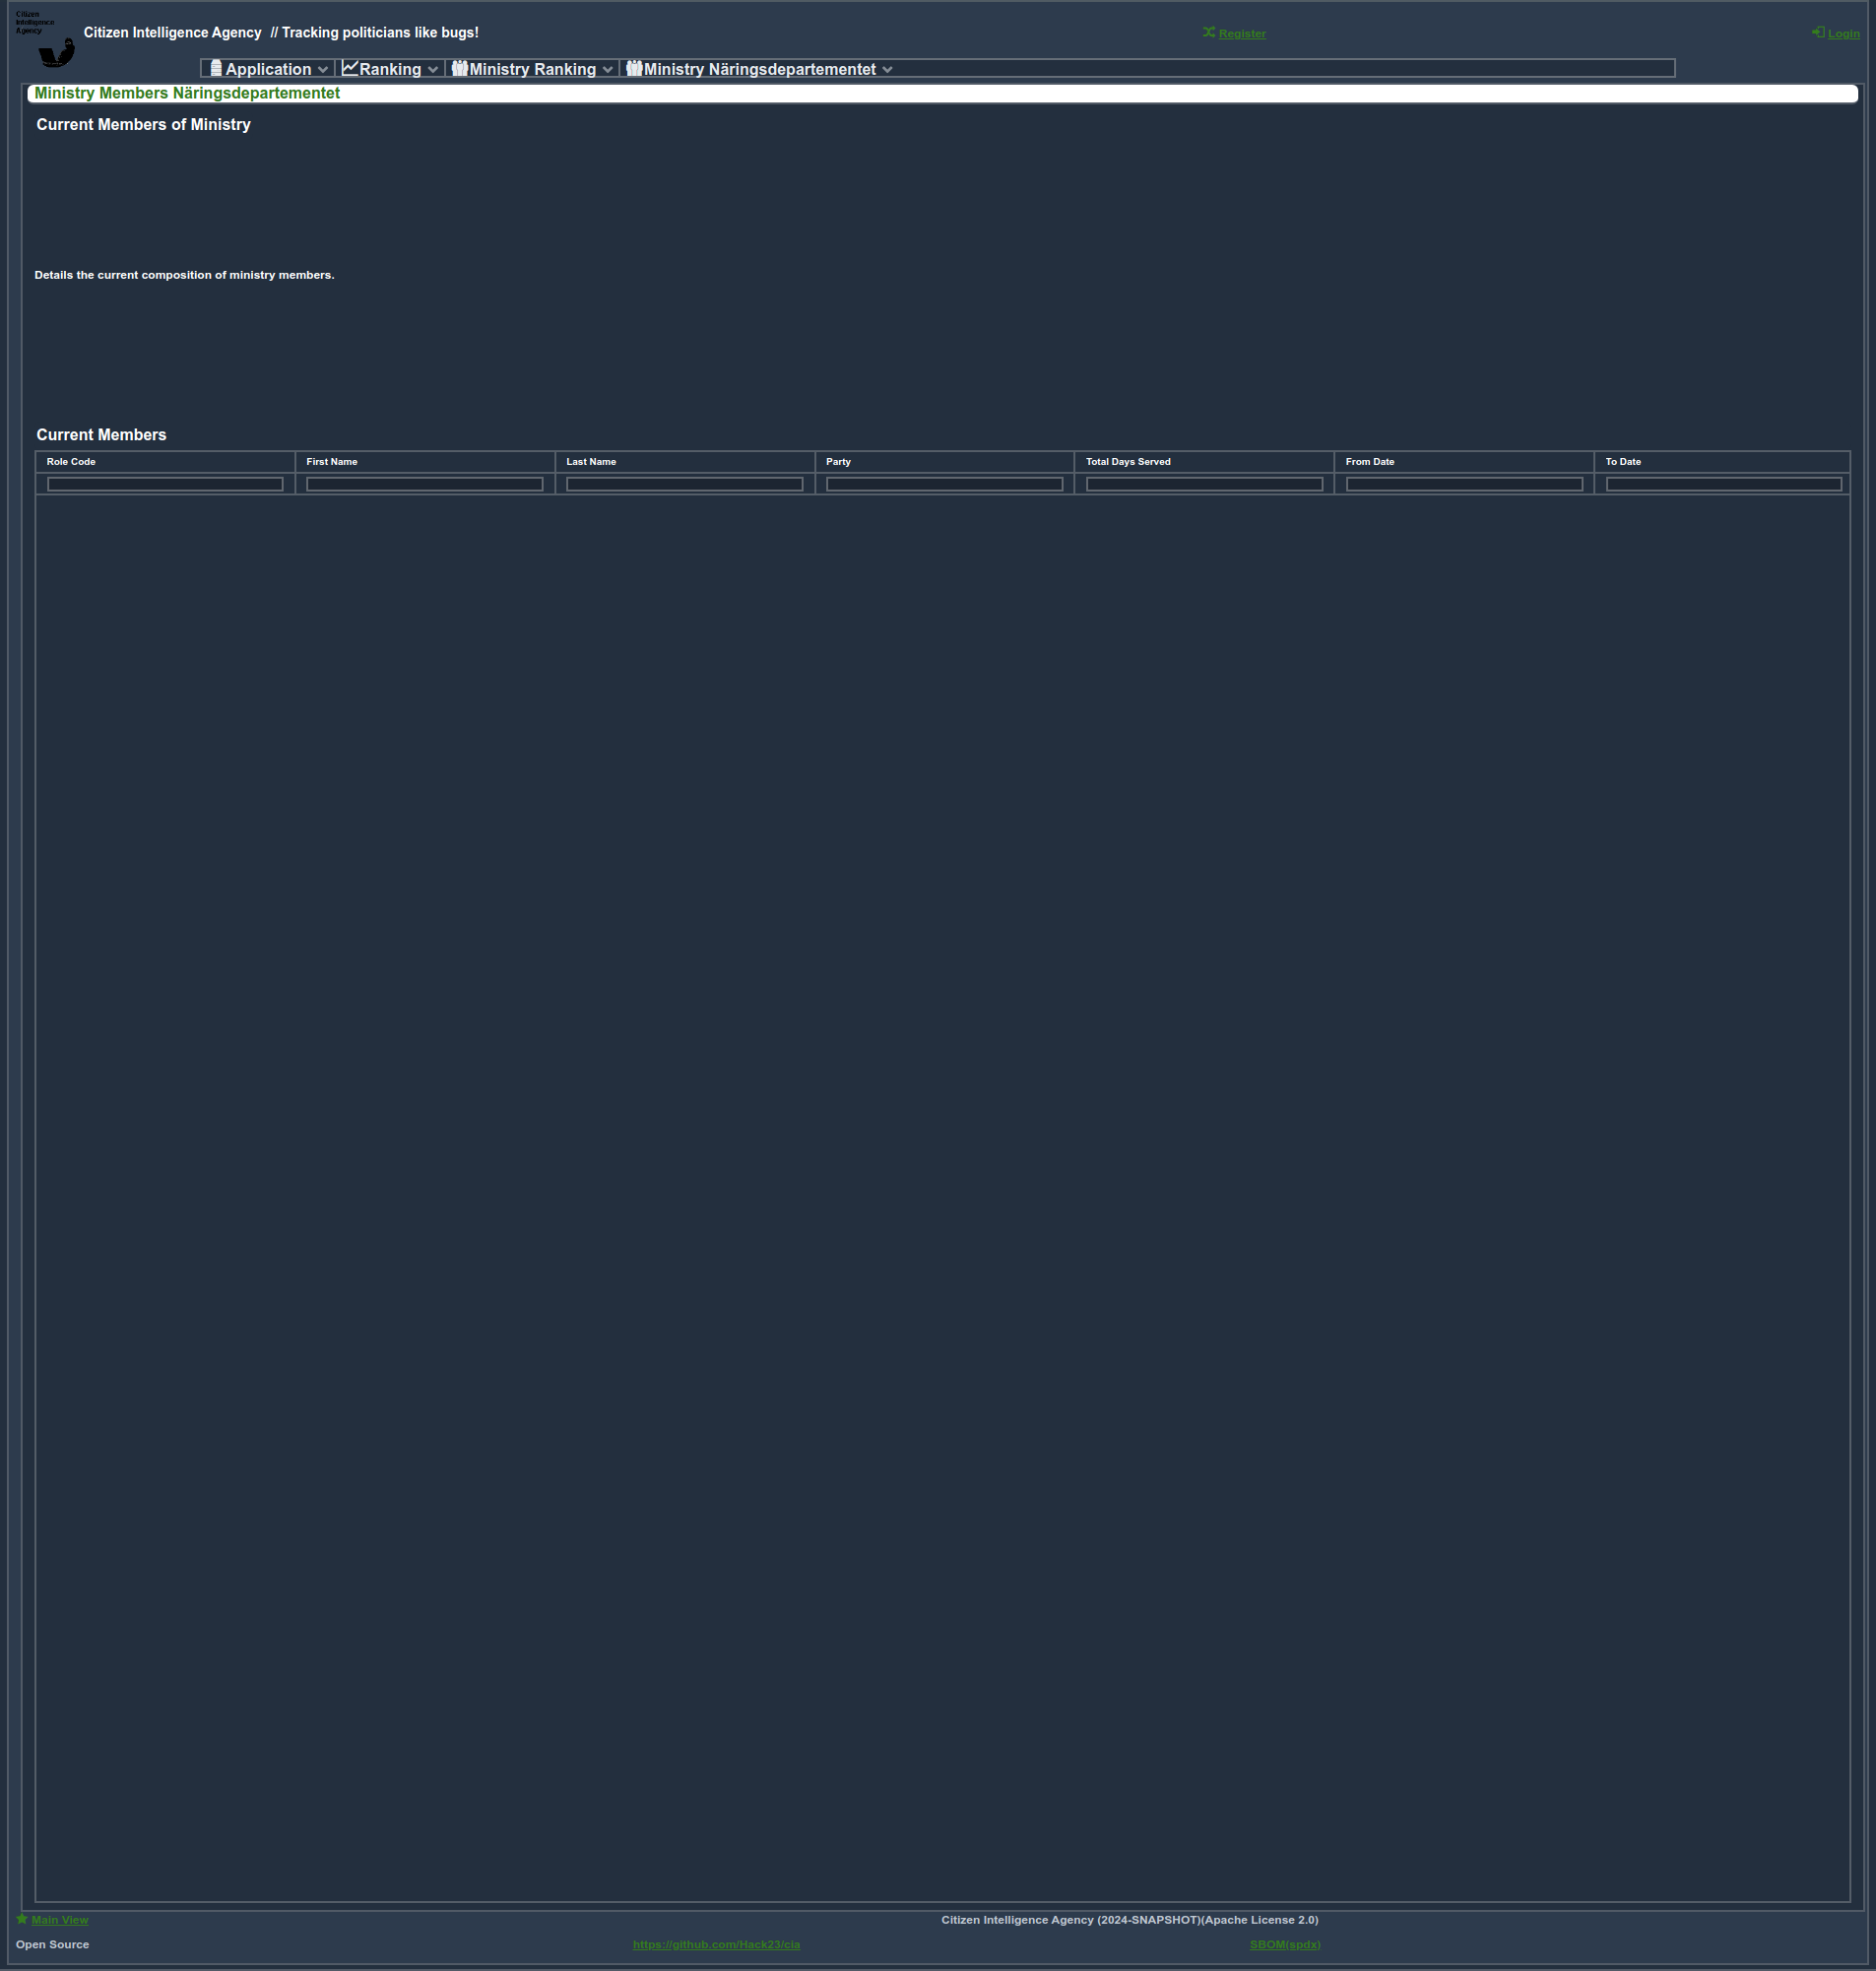 Citizen
Intelligence
Agency
Citizen Intelligence Agency // Tracking politicians like bugs!
Register
Login
Application
Ranking
Ministry Ranking
Ministry Näringsdepartementet
Ministry Members Näringsdepartementet
Current Members of Ministry
Details the current composition of ministry members.
Current Members
Role Code
First Name
Last Name
Party
Total Days Served
From Date
To Date
Main View
Citizen Intelligence Agency (2024-SNAPSHOT)(Apache License 2.0)
Open Source
https://github.com/Hack23/cia
SBOM(spdx)